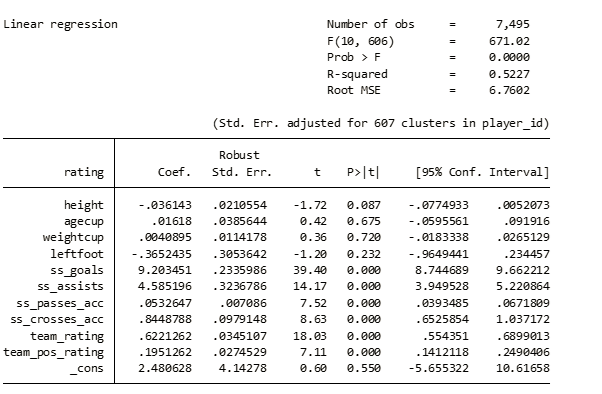 Linear regression Number of obs = 7,495
F(10, 606) = 671.02
Prob > F = 0.0000
R-squared = 0.5227
Root MSE = 6.7602
(Std. Err. adjusted for 607 clusters in player_id)
Robust
rating Coef. Std. Err. t P>|t| [95% Conf. Interval]
height -.036143 .0210554 -1.72 0.087 -.0774933 .0052073
agecup .01618 .0385644 0.42 0.675 -.0595561 .091916
weightcup .0040895 .0114178 0.36 0.720 -.0183338 .0265129
leftfoot -.3652435 .3053642 -1.20 0.232 -.9649441 .234457
ss_goals 9.203451 .2335986 39.40 0.000 8.744689 9.662212
ss_assists 4.585196 .3236786 14.17 0.000 3.949528 5.220864
ss_passes_acc .0532647 .007086 7.52 0.000 .0393485 .0671809
ss_crosses_acc .8448788 .0979148 8.63 0.000 .6525854 1.037172
team_rating .6221262 .0345107 18.03 0.000 .554351 .6899013
team_pos_rating .1951262 .0274529 7.11 0.000 .1412118 .2490406
_cons 2.480628 4.14278 0.60 0.550 -5.655322 10.61658